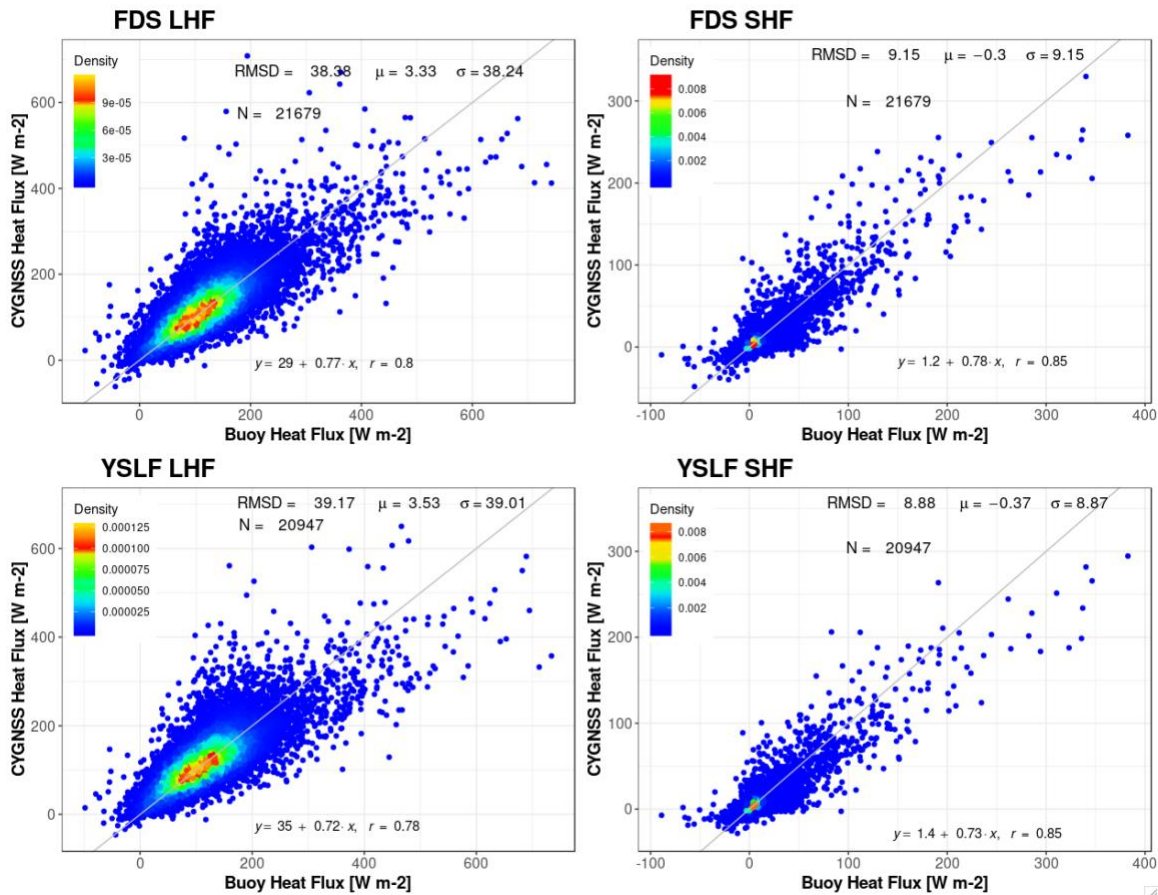 FDS LHF
Density
9e-05
6e-05
3e-05
RMSD = 38.38 μ = 3.33 σ = 38.24
N = 21679
600
400
200
0
y = 29 + 0.77· x, r = 0.8
0 200 400 600
Buoy Heat Flux [W m-2]
CYGNSS Heat Flux [W m-2]
FDS SHF
Density
0.008
0.006
0.004
0.002
RMSD = 9.15 μ = −0.3 σ = 9.15
N = 21679
300
200
100
0
y = 1.2 + 0.78· x, r = 0.85
-100 0 100 200 300 400
Buoy Heat Flux [W m-2]
CYGNSS Heat Flux [W m-2]
YSLF LHF
Density
0.000125
0.000100
0.000075
0.000050
0.000025
RMSD = 39.17 μ = 3.53 σ = 39.01
N = 20947
600
400
200
0
y = 35 + 0.72· x, r = 0.78
0 200 400 600
Buoy Heat Flux [W m-2]
CYGNSS Heat Flux [W m-2]
YSLF SHF
Density
0.008
0.006
0.004
0.002
RMSD = 8.88 μ = −0.37 σ = 8.87
N = 20947
300
200
100
0
y = 1.4 + 0.73· x, r = 0.85
-100 0 100 200 300 400
Buoy Heat Flux [W m-2]
CYGNSS Heat Flux [W m-2]